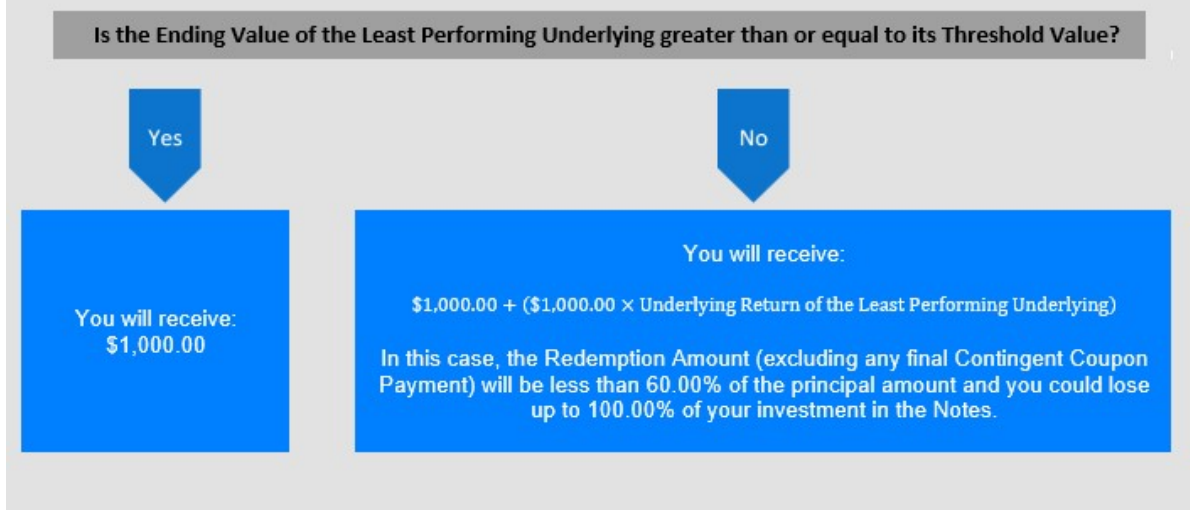 Is the Ending Value of the Least Performing Underlying greater than or equal to its Threshold Value?
Yes
No
You will receive:
$1,000.00
You will receive:
$1,000.00 + ($1,000.00 × Underlying Return of the Least Performing Underlying)
In this case, the Redemption Amount (excluding any final Contingent Coupon
Payment) will be less than 60.00% of the principal amount and you could lose
up to 100.00% of your investment in the Notes.